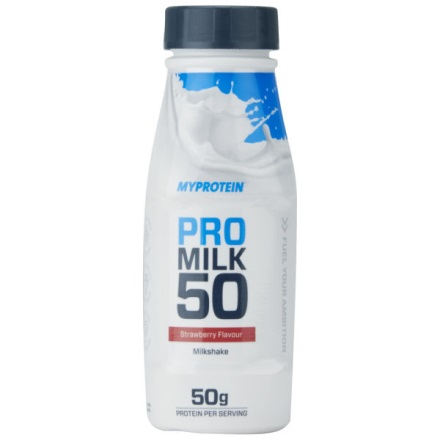 MYPROTEIN
PRO
MILK
50
Strawberry Flavour
Milkshake
50g
PROTEIN PER SERVING
>> FUEL YOUR AMBITION